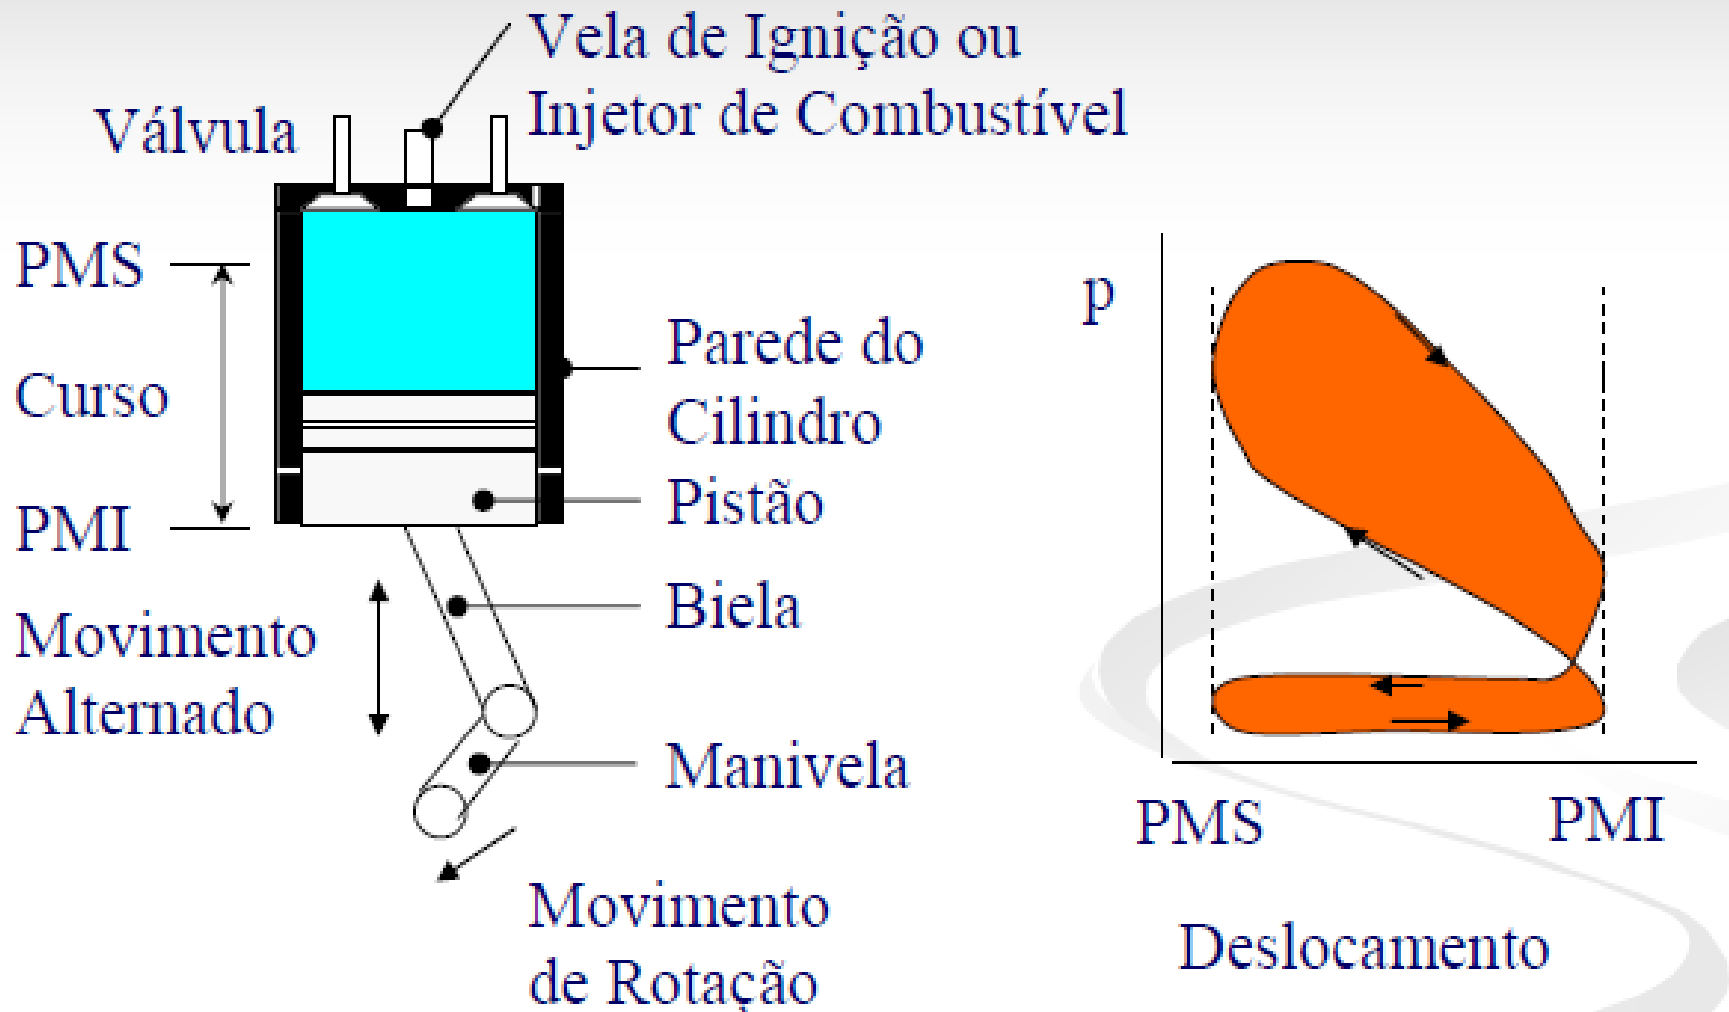 Vela de Ignição ou
Injetor de Combustível
Válvula
PMS
Curso
PMI
Parede do
Cilindro
Pistão
Biela
Movimento
Alternado
Manivela
Movimento
de Rotação
p
PMS
PMI
Deslocamento